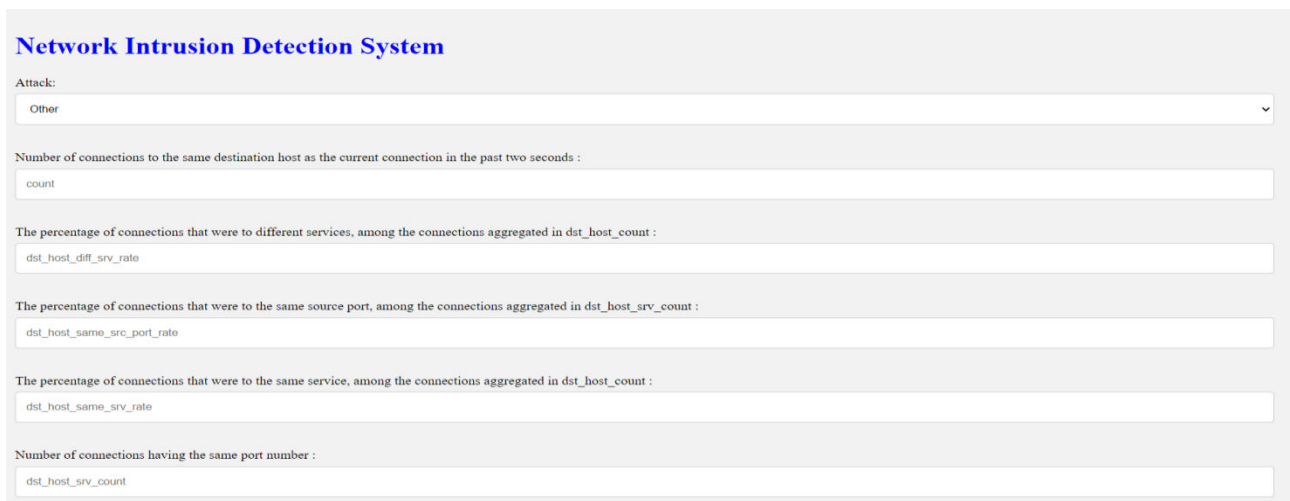 Network Intrusion Detection System
Attack:
Other
Number of connections to the same destination host as the current connection in the past two seconds :
count
The percentage of connections that were to different services, among the connections aggregated in dst_host_count :
dst_host_diff_srv_rate
The percentage of connections that were to the same source port, among the connections aggregated in dst_host_srv_count :
dst_host_same_src_port_rate
The percentage of connections that were to the same service, among the connections aggregated in dst_host_count :
dst_host_same_srv_rate
Number of connections having the same port number :
dst_host_srv_count